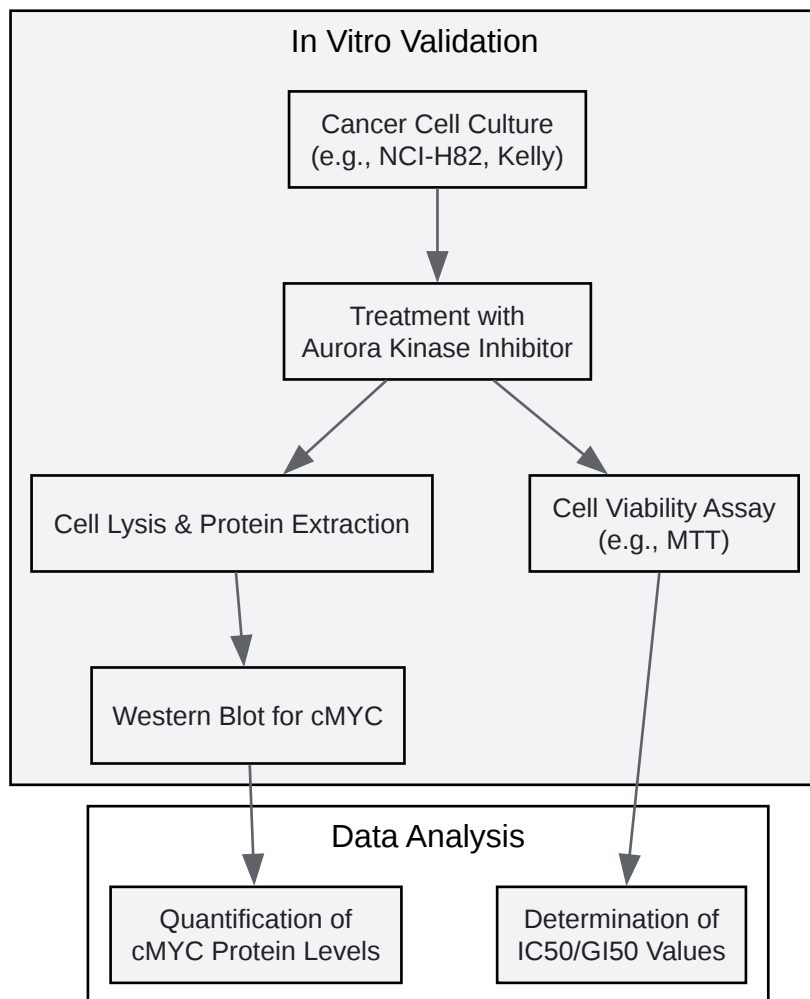 In Vitro Validation
Cancer Cell Culture
(e.g., NCI-H82, Kelly)
Treatment with
Aurora Kinase Inhibitor
Cell Lysis & Protein Extraction
Cell Viability Assay
(e.g., MTT)
Western Blot for cMYC
Data Analysis
Quantification of
cMYC Protein Levels
Determination of
IC50/GI50 Values